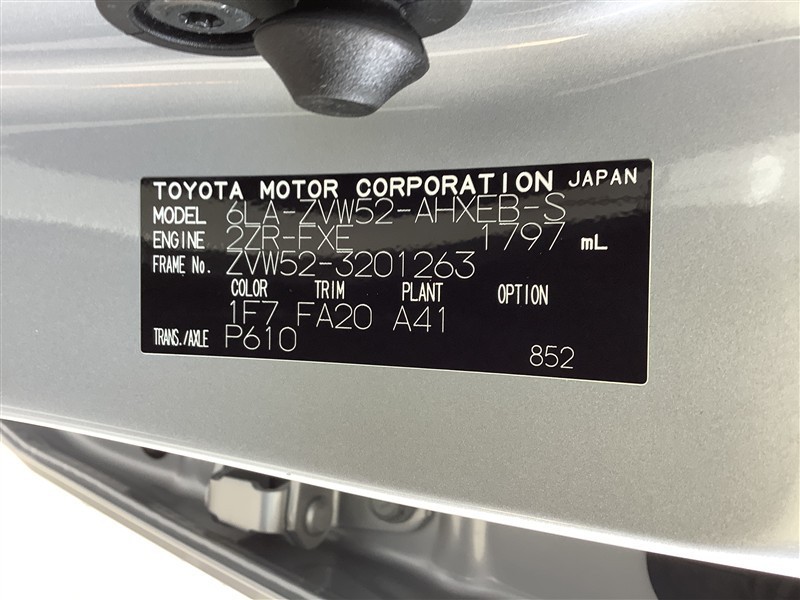 TOYOTA MOTOR CORPORATION JAPAN
MODEL 6LA-ZVW52-AHXEB-S
ENGINE 2ZR-FXE 1797 mL
FRAME No. ZVW52-3201263
COLOR TRIM PLANT OPTION
1F7 FA20 A41
TRANS./AXLE P610
852